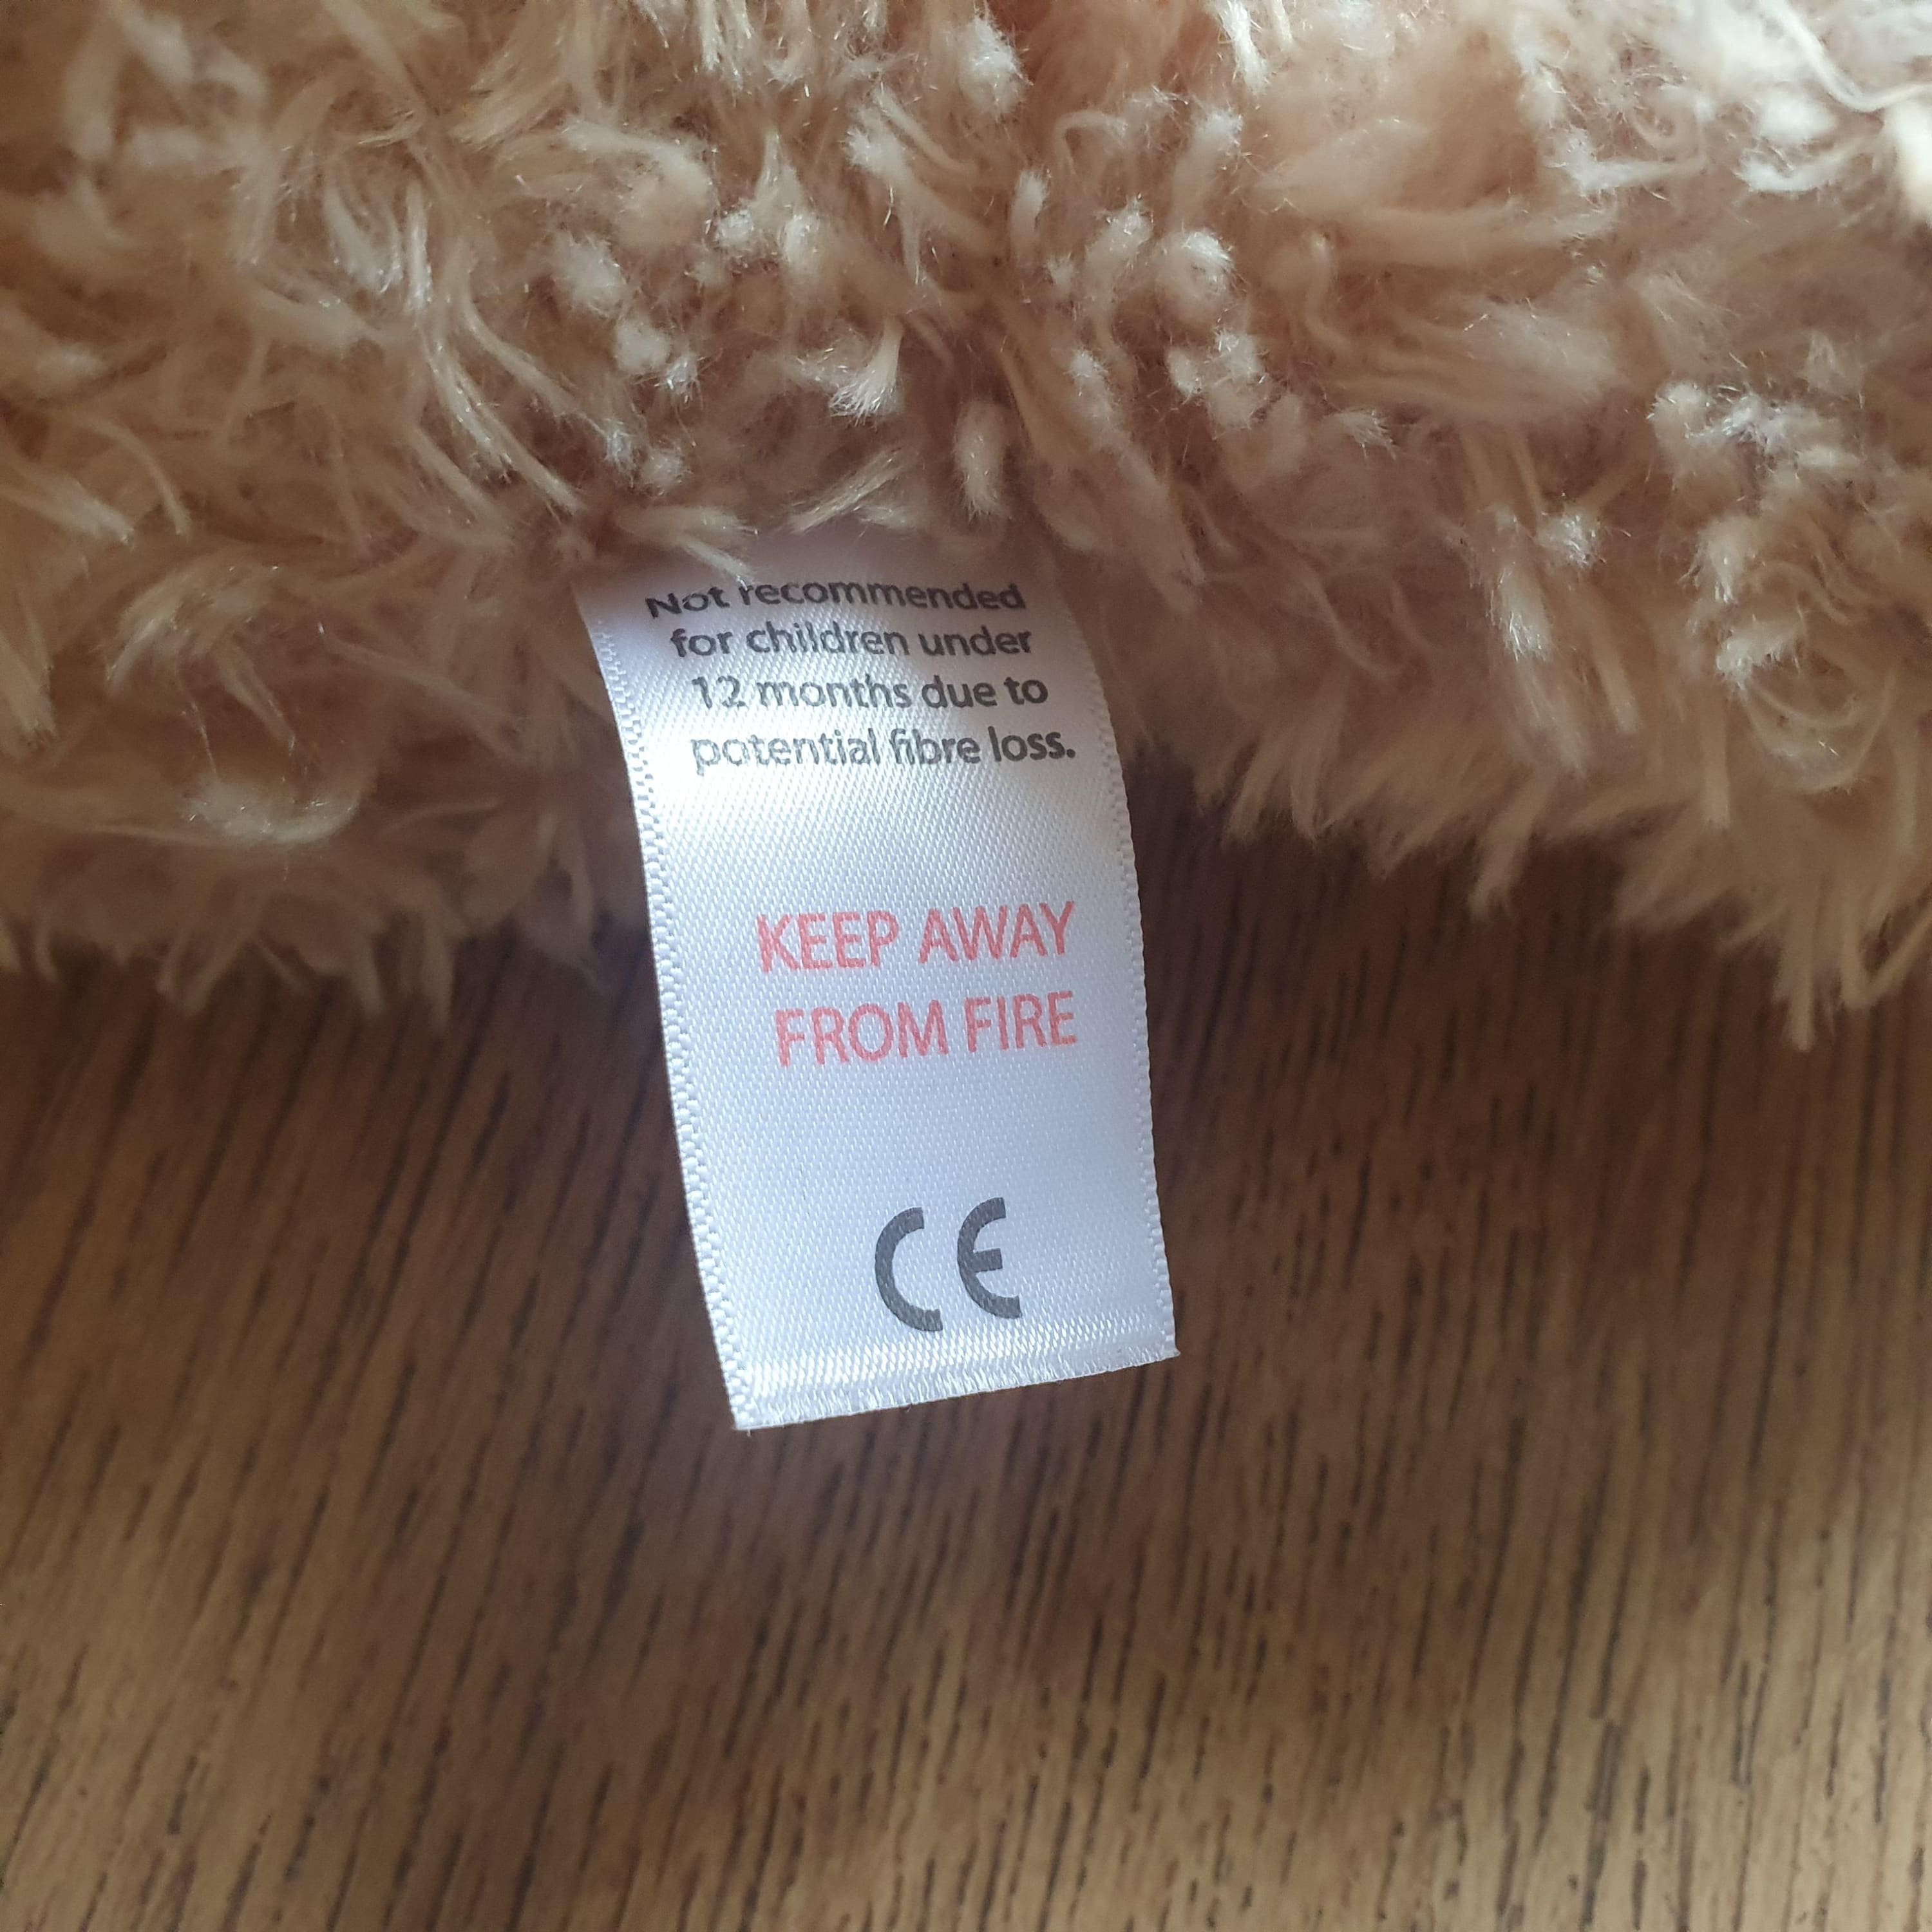 Not recommended
for children under
12 months due to
potential fibre loss.
KEEP AWAY
FROM FIRE
CE